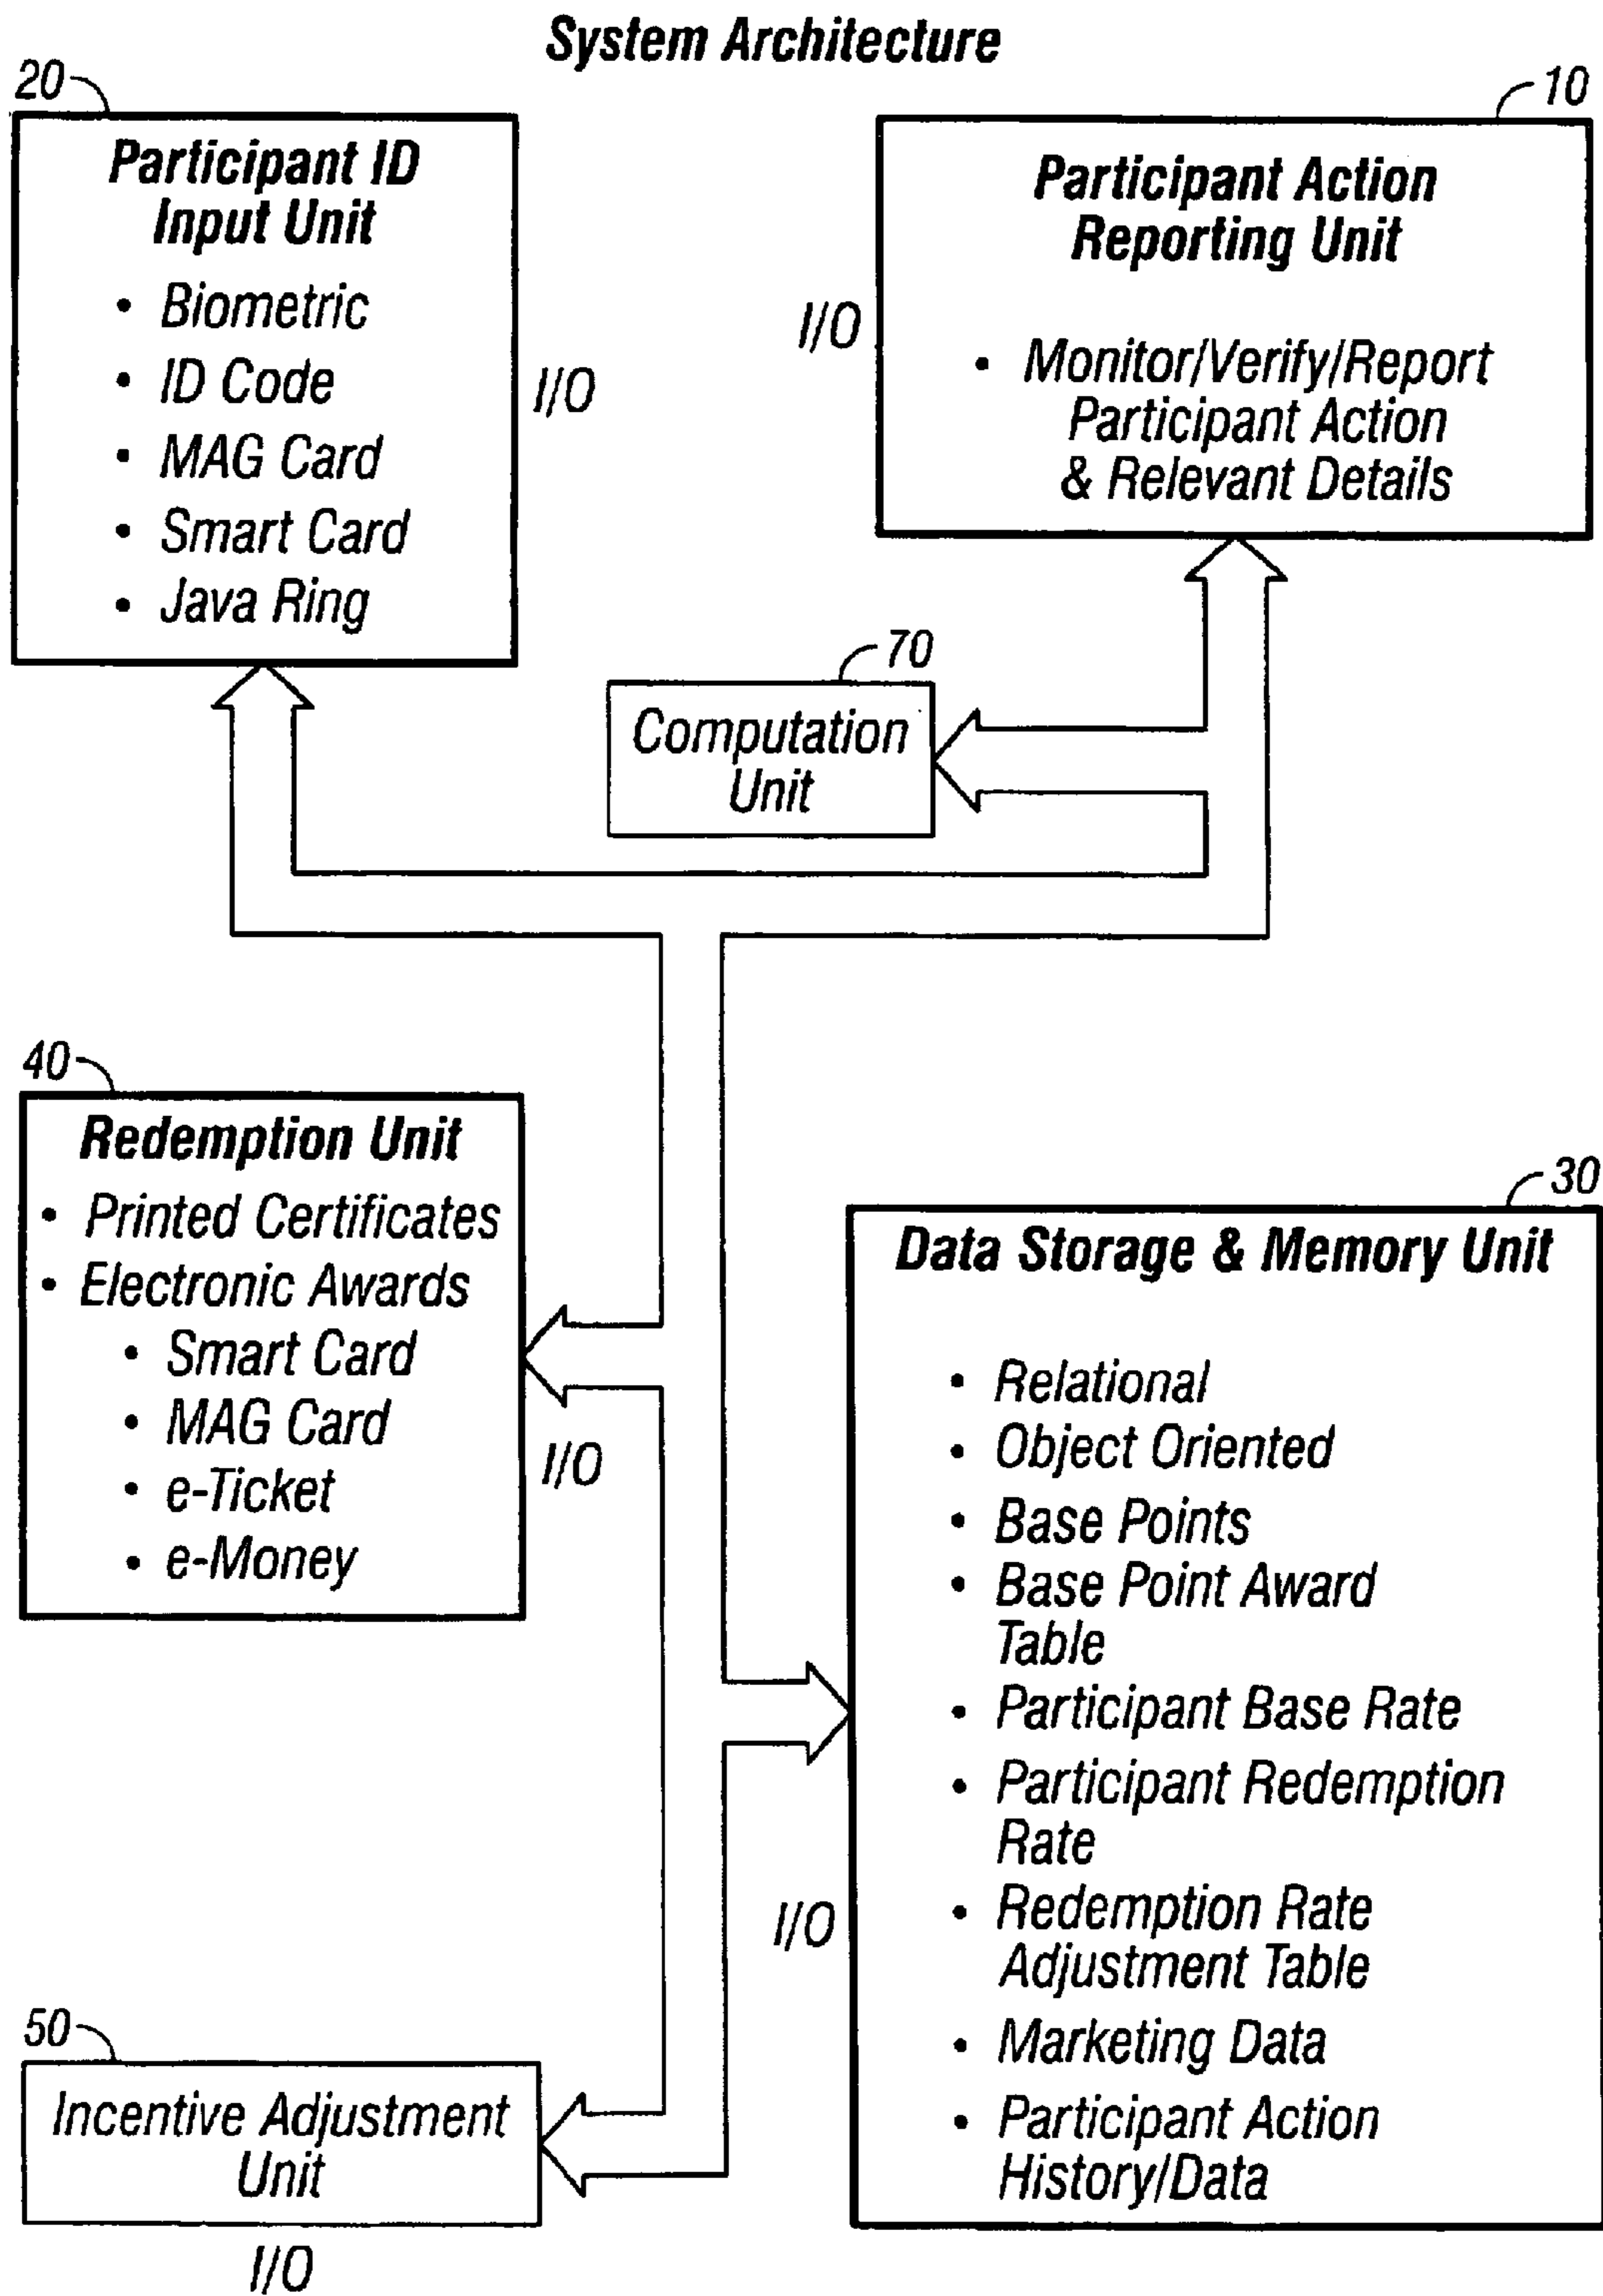 System Architecture
20
Participant ID
Input Unit
• Biometric
• ID Code
• MAG Card
• Smart Card
• Java Ring
I/O
10
Participant Action
Reporting Unit
• Monitor/Verify/Report
Participant Action
& Relevant Details
I/O
70
Computation
Unit
40
Redemption Unit
• Printed Certificates
• Electronic Awards
• Smart Card
• MAG Card
• e-Ticket
• e-Money
I/O
30
Data Storage & Memory Unit
• Relational
• Object Oriented
• Base Points
• Base Point Award
Table
• Participant Base Rate
• Participant Redemption
Rate
• Redemption Rate
Adjustment Table
• Marketing Data
• Participant Action
History/Data
I/O
50
Incentive Adjustment
Unit
I/O